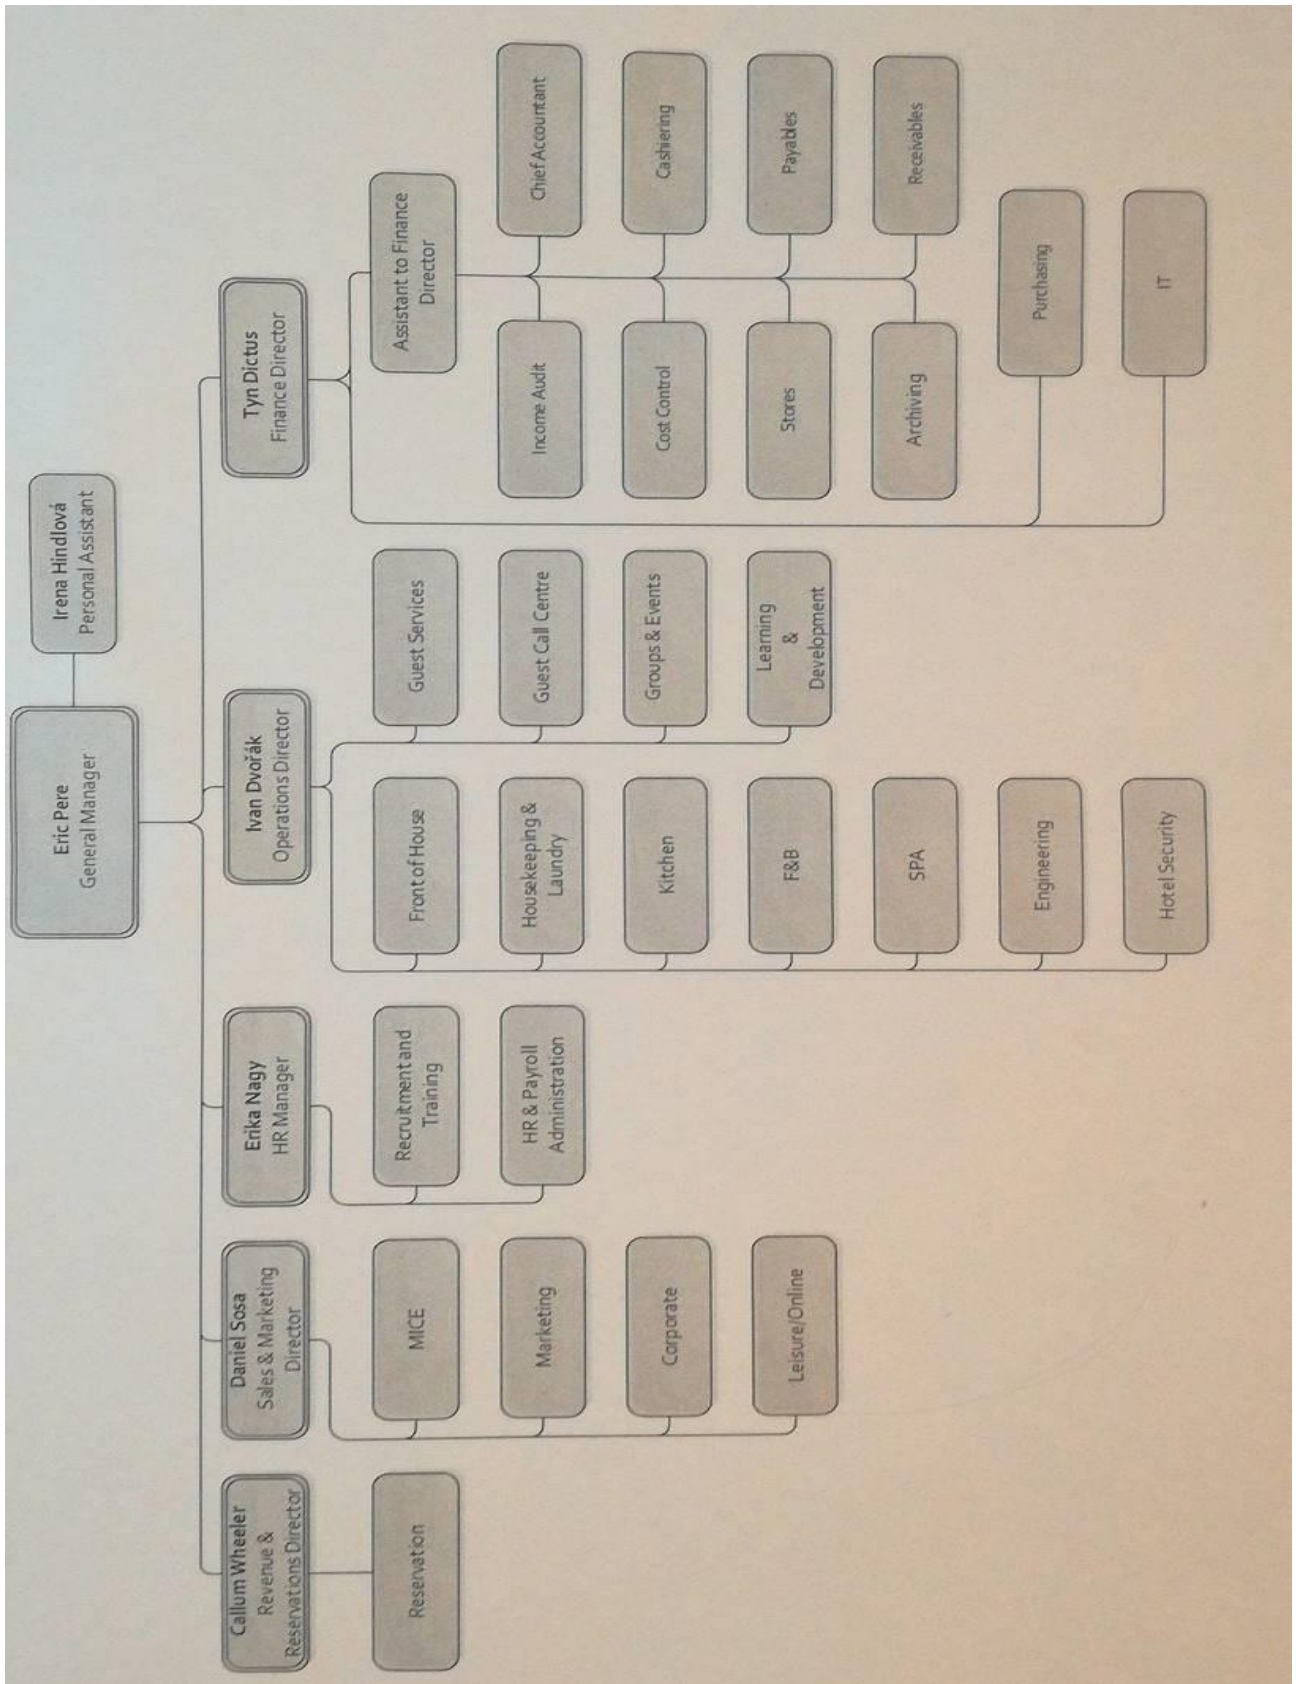 Eric Pere
General Manager
Irena Hindlová
Personal Assistant
Callum Wheeler
Revenue &
Reservations Director
Daniel Sosa
Sales & Marketing
Director
Erika Nagy
HR Manager
Ivan Dvořák
Operations Director
Tyn Dictus
Finance Director
Reservation
MICE
Marketing
Corporate
Leisure/Online
Recruitment and
Training
HR & Payroll
Administration
Front of House
Housekeeping &
Laundry
Kitchen
F&B
SPA
Engineering
Hotel Security
Guest Services
Guest Call Centre
Groups & Events
Learning
&
Development
Assistant to Finance
Director
Income Audit
Chief Accountant
Cost Control
Cashiering
Stores
Payables
Archiving
Receivables
Purchasing
IT